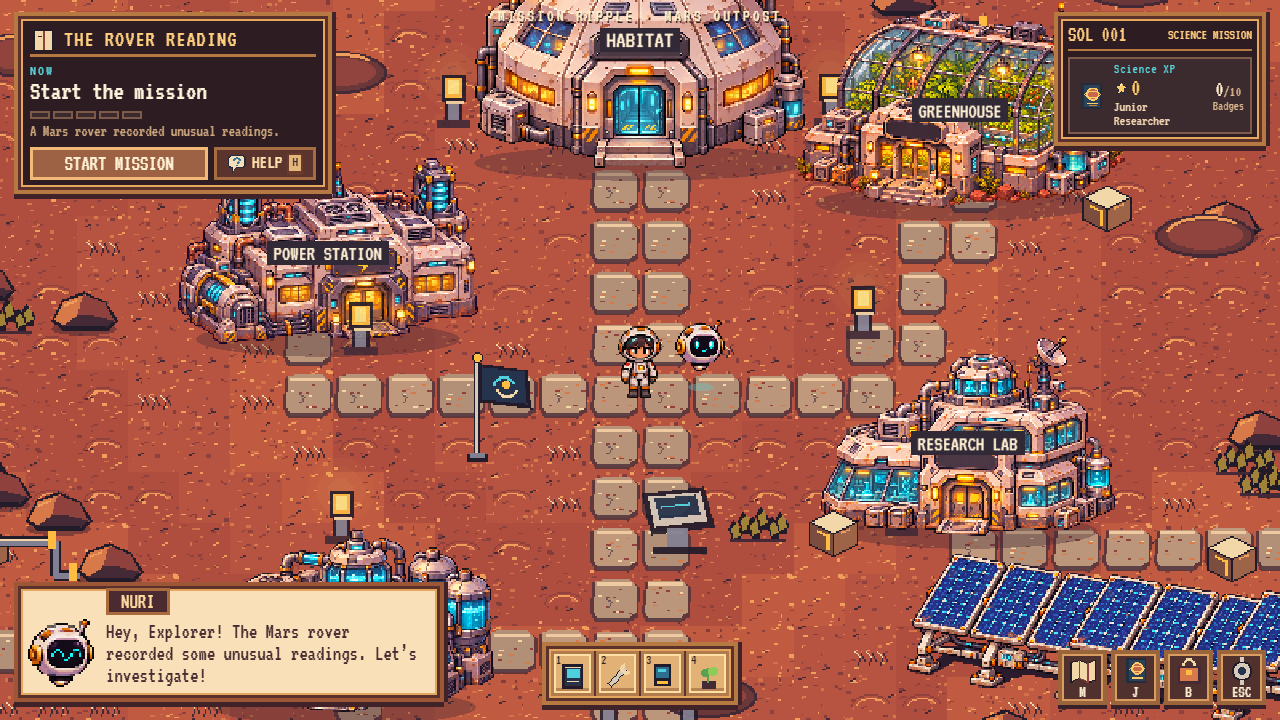 MISSION RIPPLE · MARS OUTPOST
THE ROVER READING
NOW
Start the mission
A Mars rover recorded unusual readings.
START MISSION
HELP H
HABITAT
GREENHOUSE
SOL 001 SCIENCE MISSION
Science XP
0
Junior
Researcher
0/10
Badges
POWER STATION
RESEARCH LAB
NURI
Hey, Explorer! The Mars rover
recorded some unusual readings. Let's
investigate!
1 2 3 4
M J B ESC